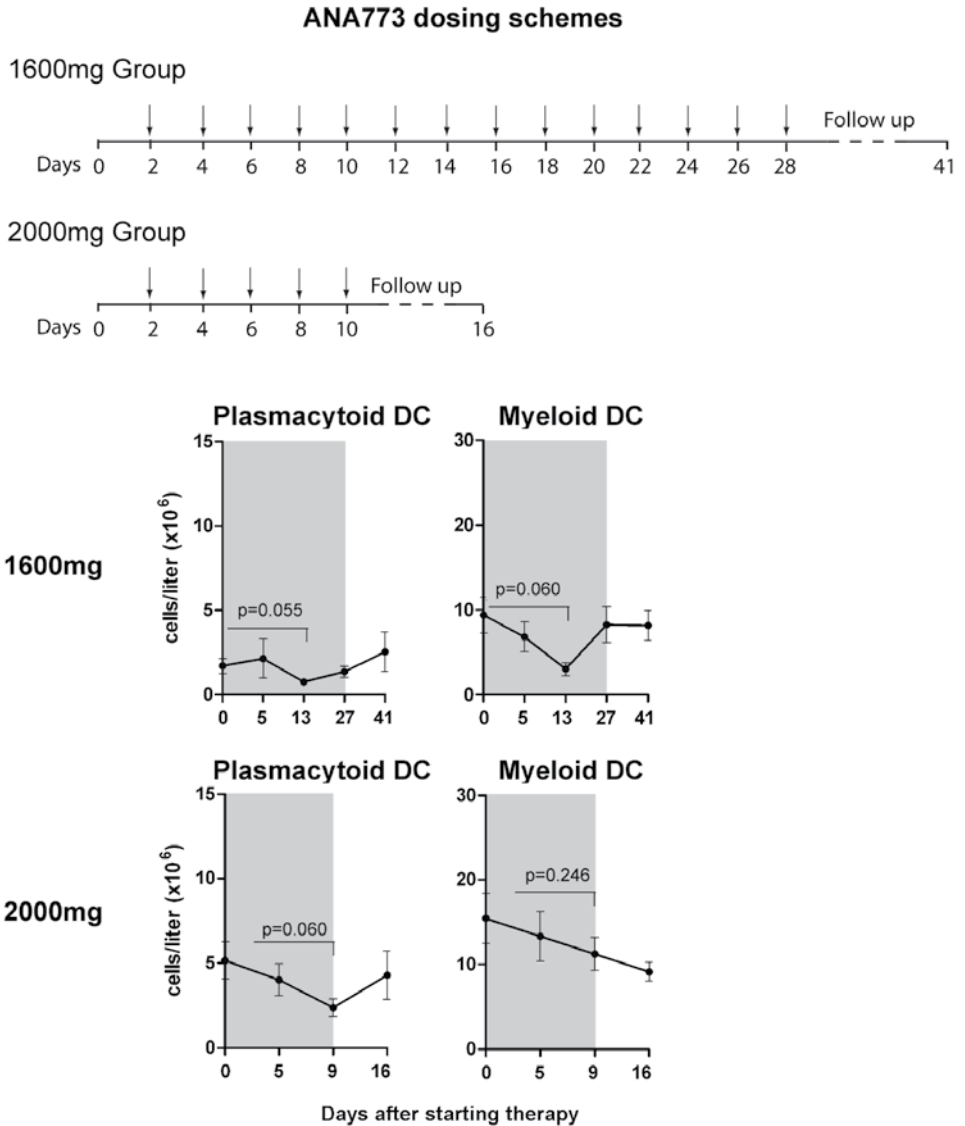 ANA773 dosing schemes
1600mg Group
Follow up
Days 0 2 4 6 8 10 12 14 16 18 20 22 24 26 28 41
2000mg Group
Follow up
Days 0 2 4 6 8 10 16
Plasmacytoid DC
Myeloid DC
1600mg
cells/liter (x10⁶)
15
10
5
0
p=0.055
0 5 13 27 41
30
20
10
0
p=0.060
0 5 13 27 41
Plasmacytoid DC
Myeloid DC
2000mg
cells/liter (x10⁶)
15
10
5
0
p=0.060
0 5 9 16
30
20
10
0
p=0.246
0 5 9 16
Days after starting therapy